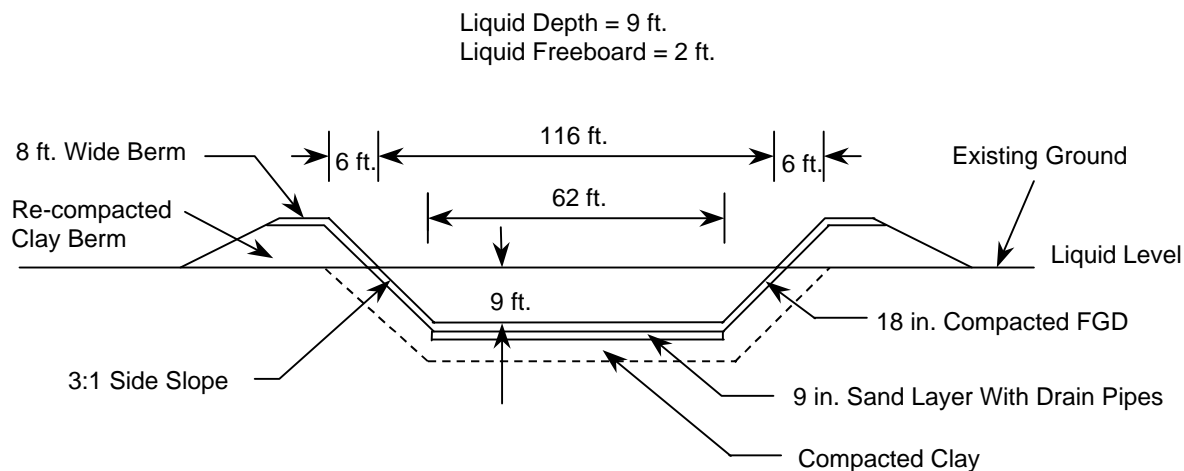 Liquid Depth = 9 ft.
Liquid Freeboard = 2 ft.
116 ft.
8 ft. Wide Berm
6 ft.
6 ft.
Existing Ground
62 ft.
Re-compacted
Clay Berm
Liquid Level
9 ft.
18 in. Compacted FGD
3:1 Side Slope
9 in. Sand Layer With Drain Pipes
Compacted Clay